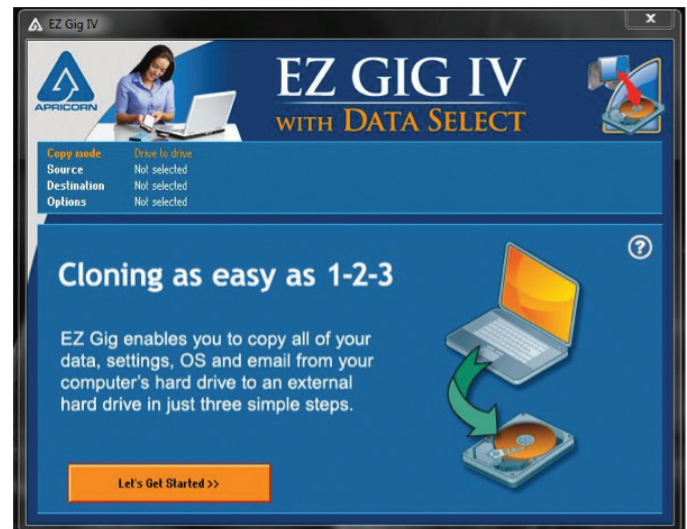 EZ Gig IV
x
APRICORN
EZ GIG IV
WITH DATA SELECT
Copy mode Drive to drive
Source Not selected
Destination Not selected
Options Not selected
Cloning as easy as 1-2-3
?
EZ Gig enables you to copy all of your
data, settings, OS and email from your
computer's hard drive to an external
hard drive in just three simple steps.
Let's Get Started >>